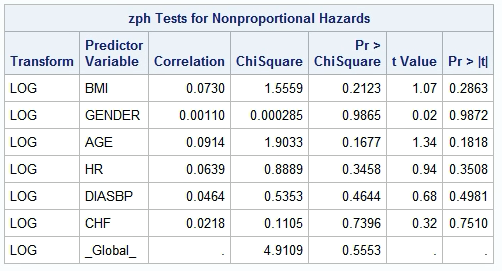 zph Tests for Nonproportional Hazards
Transform Predictor Variable Correlation ChiSquare Pr > ChiSquare t Value Pr > |t|
LOG BMI 0.0730 1.5559 0.2123 1.07 0.2863
LOG GENDER 0.00110 0.000285 0.9865 0.02 0.9872
LOG AGE 0.0914 1.9033 0.1677 1.34 0.1818
LOG HR 0.0639 0.8889 0.3458 0.94 0.3508
LOG DIASBP 0.0464 0.5353 0.4644 0.68 0.4981
LOG CHF 0.0218 0.1105 0.7396 0.32 0.7510
LOG _Global_ . 4.9109 0.5553 . .